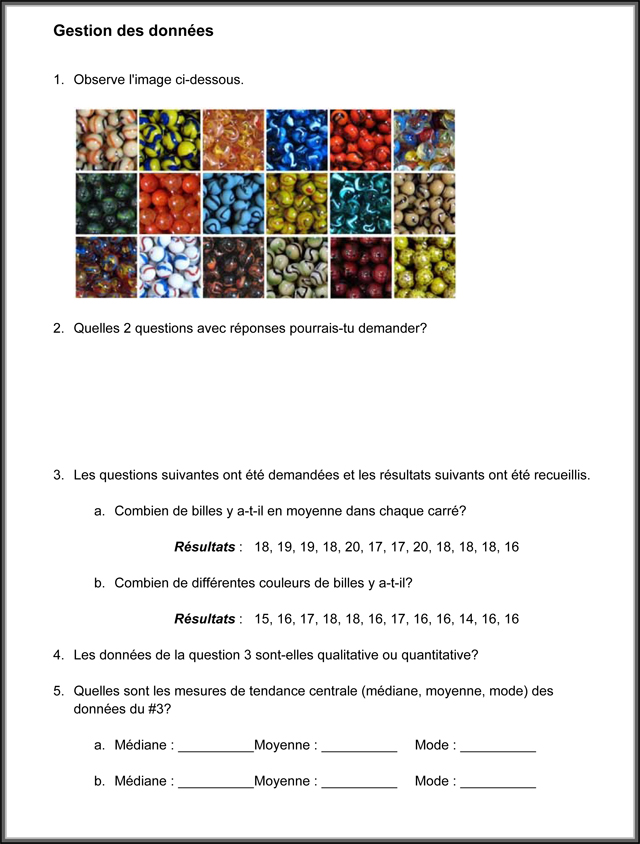 Gestion des données
1. Observe l'image ci-dessous.
2. Quelles 2 questions avec réponses pourrais-tu demander?
3. Les questions suivantes ont été demandées et les résultats suivants ont été recueillis.
a. Combien de billes y a-t-il en moyenne dans chaque carré?
Résultats : 18, 19, 19, 18, 20, 17, 17, 20, 18, 18, 18, 16
b. Combien de différentes couleurs de billes y a-t-il?
Résultats : 15, 16, 17, 18, 18, 16, 17, 16, 16, 14, 16, 16
4. Les données de la question 3 sont-elles qualitative ou quantitative?
5. Quelles sont les mesures de tendance centrale (médiane, moyenne, mode) des
données du #3?
a. Médiane : __________Moyenne : __________ Mode : __________
b. Médiane : __________Moyenne : __________ Mode : __________